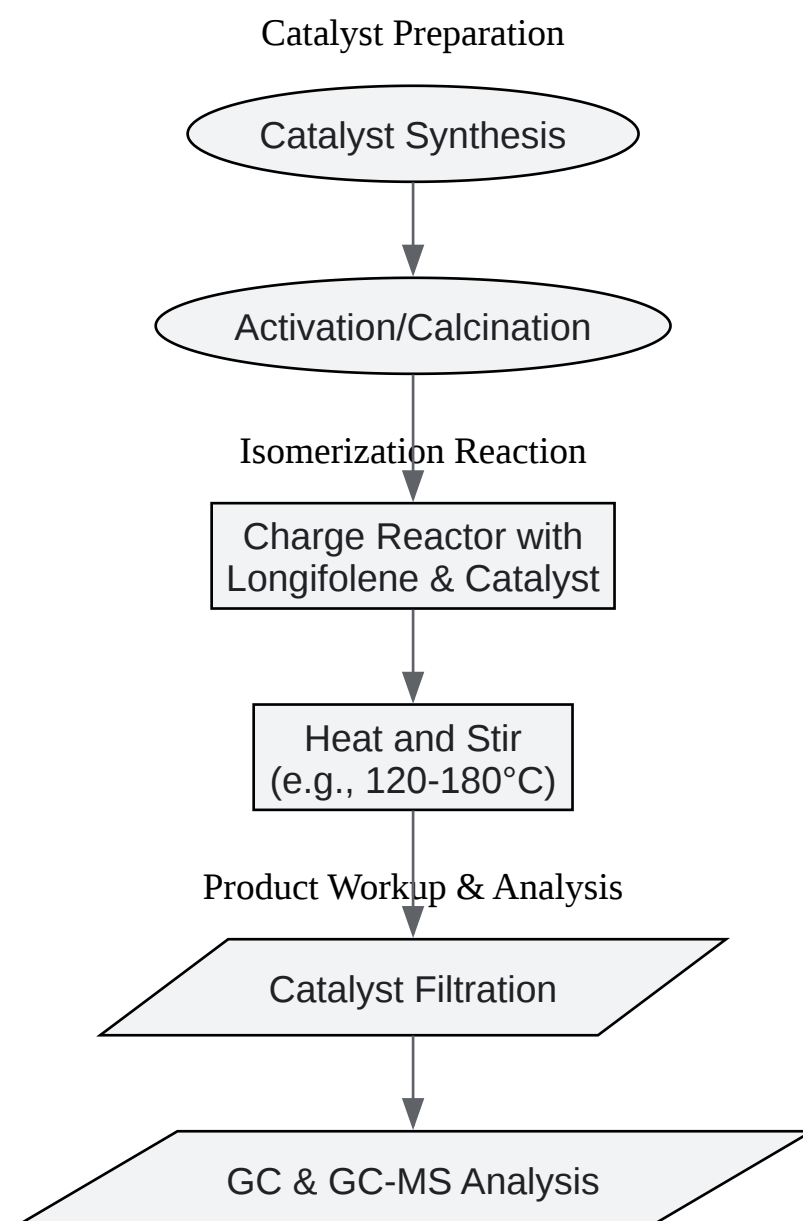 Catalyst Preparation
Catalyst Synthesis
Activation/Calcination
Isomerization Reaction
Charge Reactor with
Longifolene & Catalyst
Heat and Stir
(e.g., 120-180°C)
Product Workup & Analysis
Catalyst Filtration
GC & GC-MS Analysis